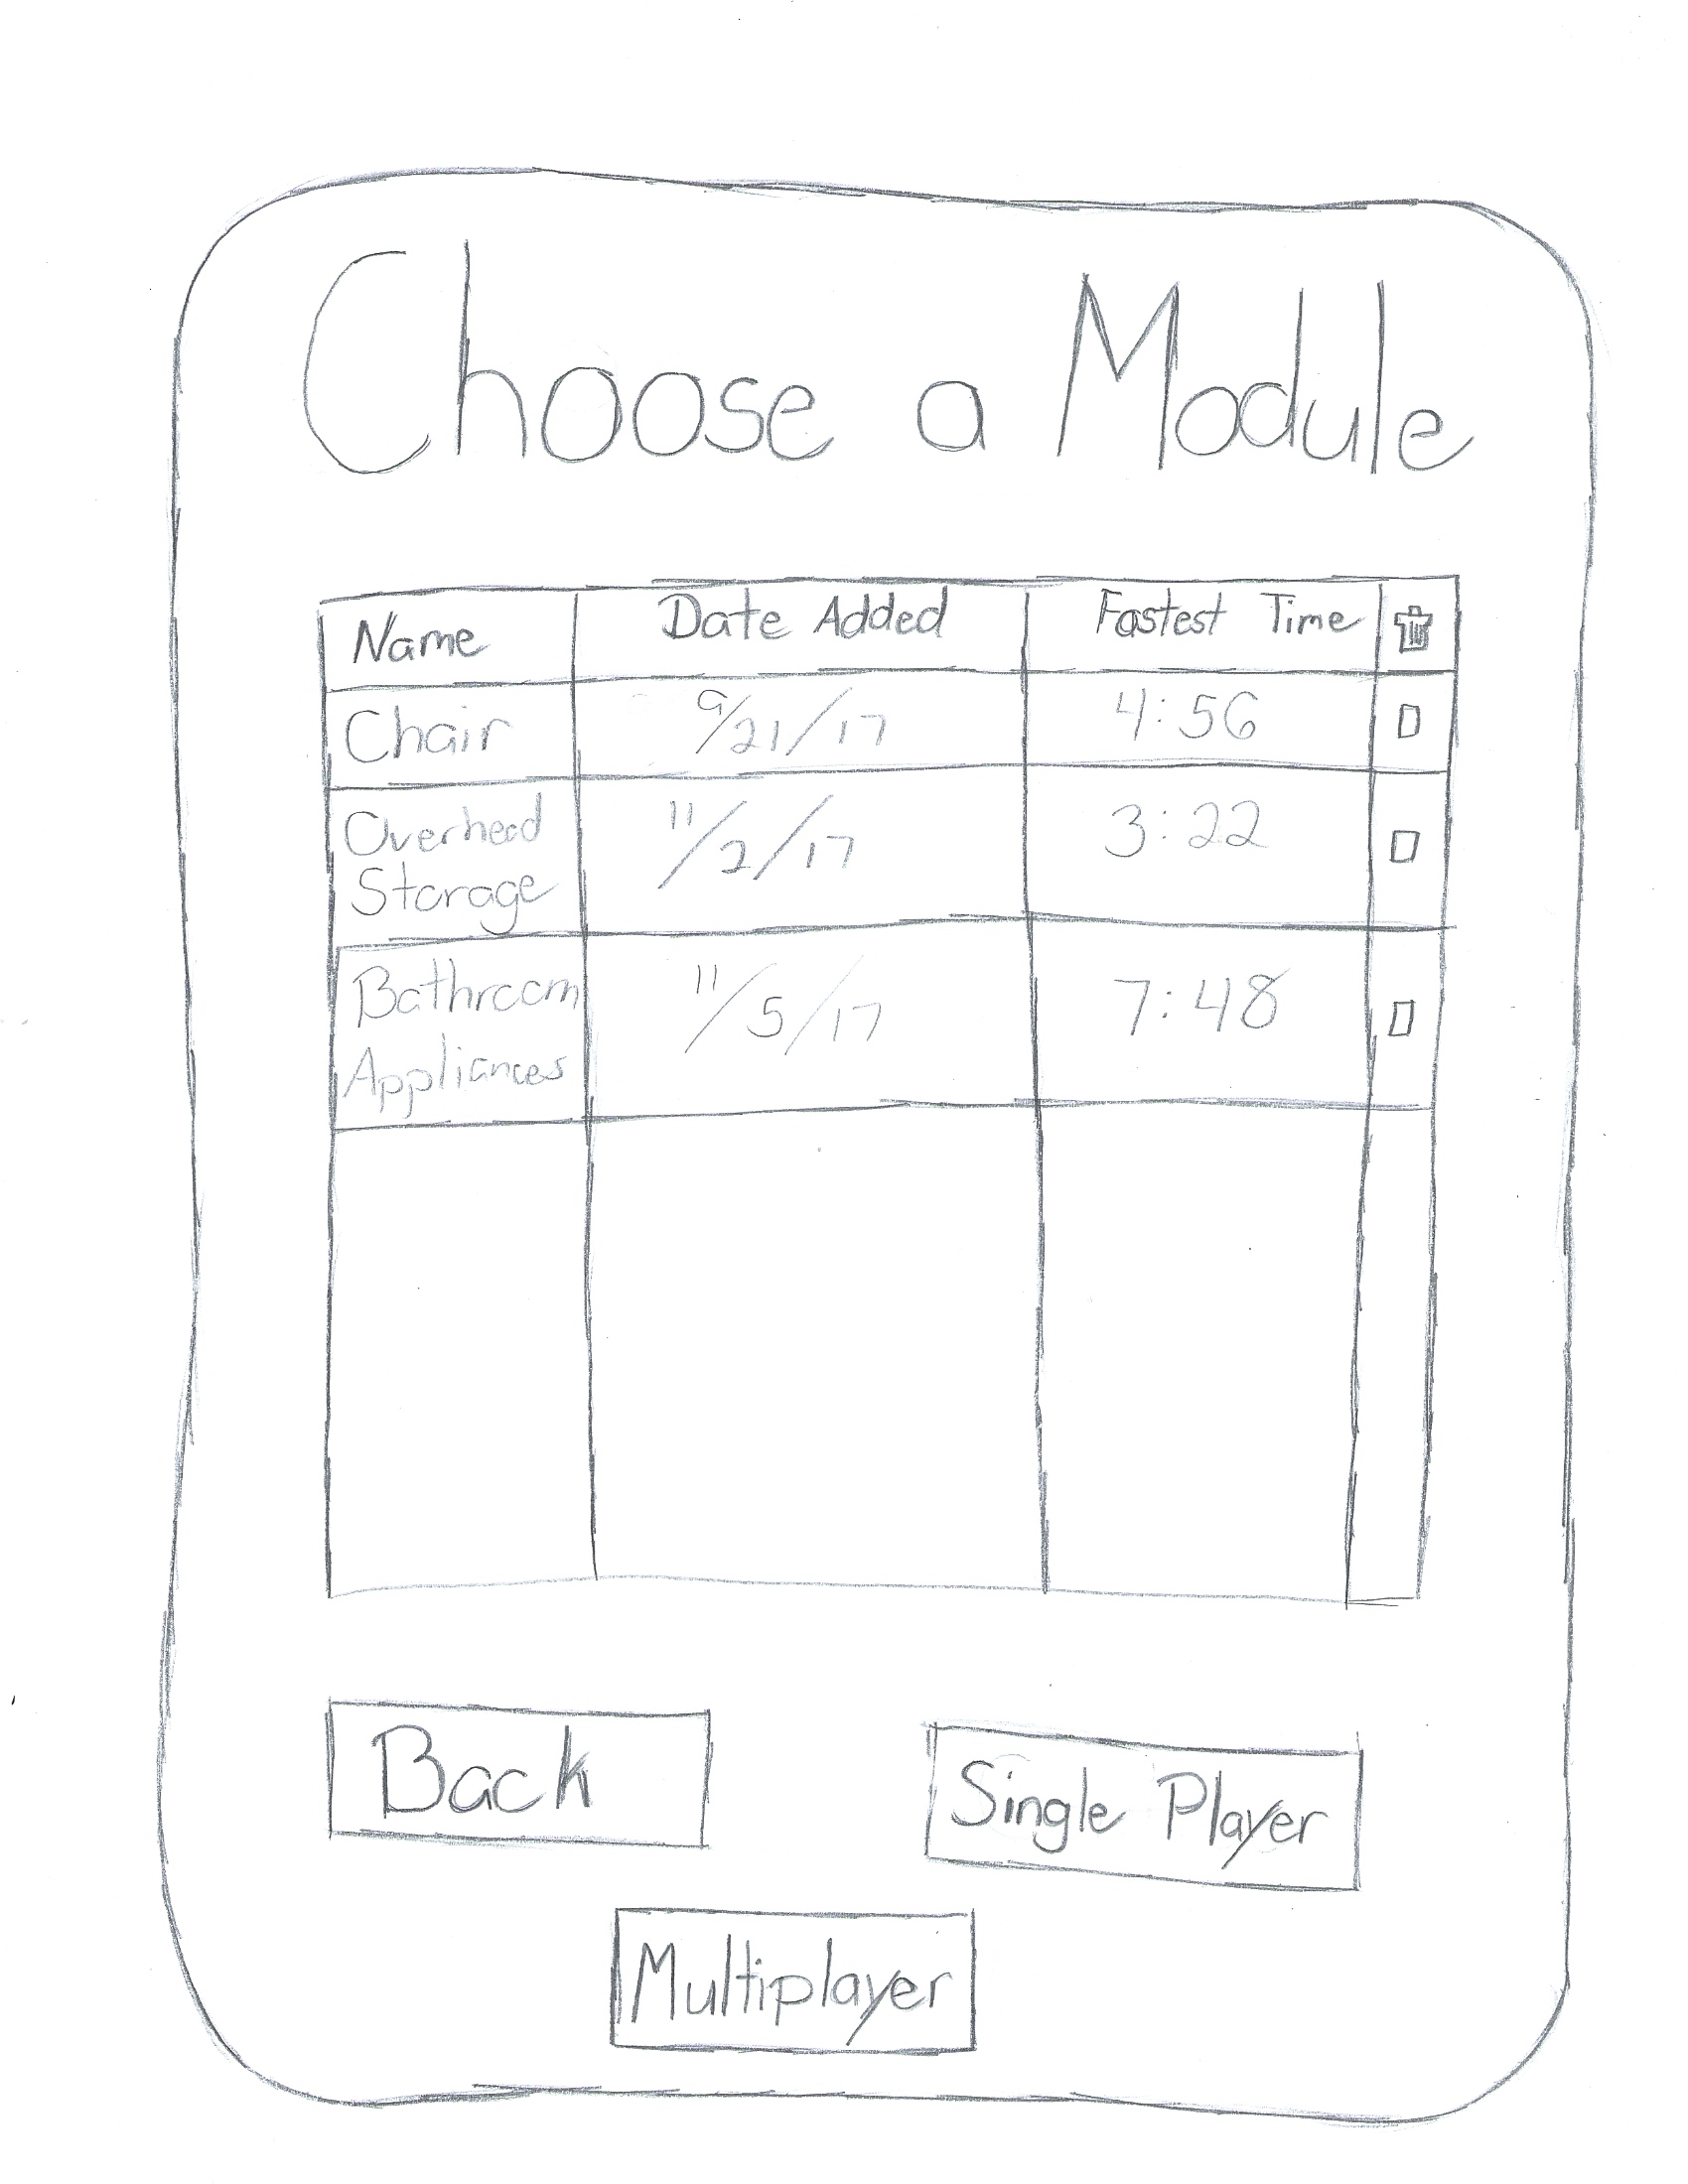 Choose a Module
Name Date Added Fastest Time
Chair 9/21/17 4:56
Overhead
Storage 11/2/17 3:22
Bathroom
Appliances 11/5/17 7:48
Back Single Player
Multiplayer